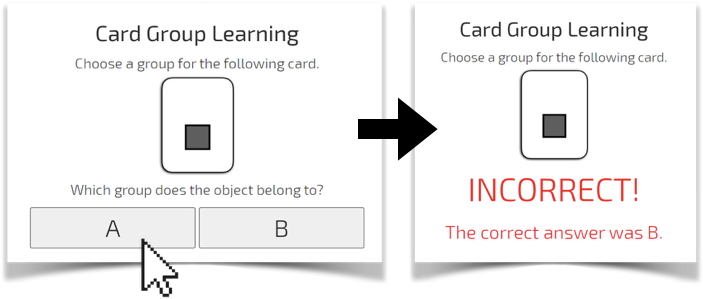 Card Group Learning
Choose a group for the following card.
Which group does the object belong to?
A
B
Card Group Learning
Choose a group for the following card.
INCORRECT!
The correct answer was B.